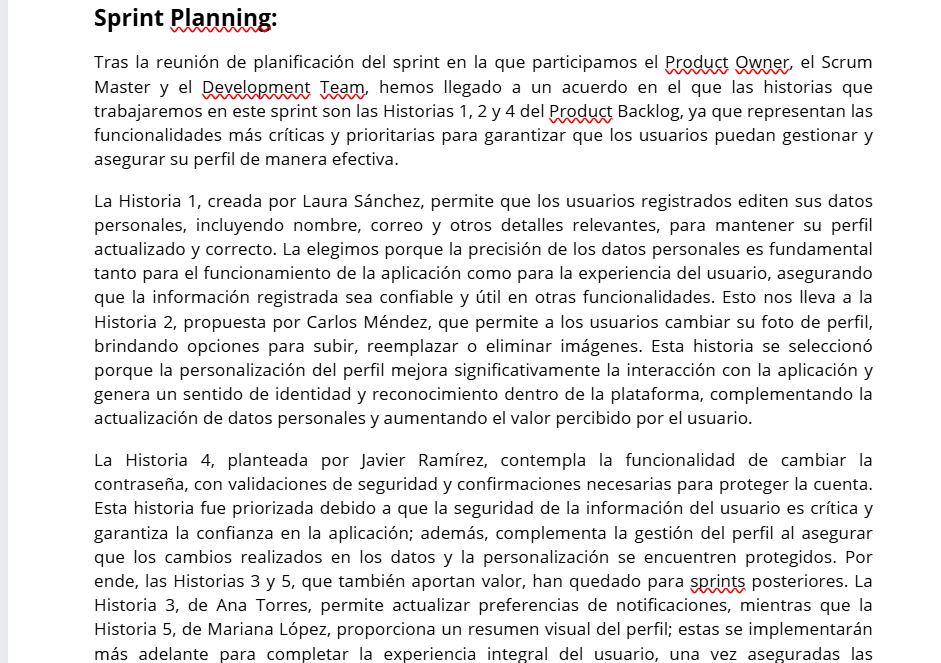 Sprint Planning:
Tras la reunión de planificación del sprint en la que participamos el Product Owner, el Scrum
Master y el Development Team, hemos llegado a un acuerdo en el que las historias que
trabajaremos en este sprint son las Historias 1, 2 y 4 del Product Backlog, ya que representan las
funcionalidades más críticas y prioritarias para garantizar que los usuarios puedan gestionar y
asegurar su perfil de manera efectiva.
La Historia 1, creada por Laura Sánchez, permite que los usuarios registrados editen sus datos
personales, incluyendo nombre, correo y otros detalles relevantes, para mantener su perfil
actualizado y correcto. La elegimos porque la precisión de los datos personales es fundamental
tanto para el funcionamiento de la aplicación como para la experiencia del usuario, asegurando
que la información registrada sea confiable y útil en otras funcionalidades. Esto nos lleva a la
Historia 2, propuesta por Carlos Méndez, que permite a los usuarios cambiar su foto de perfil,
brindando opciones para subir, reemplazar o eliminar imágenes. Esta historia se seleccionó
porque la personalización del perfil mejora significativamente la interacción con la aplicación y
genera un sentido de identidad y reconocimiento dentro de la plataforma, complementando la
actualización de datos personales y aumentando el valor percibido por el usuario.
La Historia 4, planteada por Javier Ramírez, contempla la funcionalidad de cambiar la
contraseña, con validaciones de seguridad y confirmaciones necesarias para proteger la cuenta.
Esta historia fue priorizada debido a que la seguridad de la información del usuario es crítica y
garantiza la confianza en la aplicación; además, complementa la gestión del perfil al asegurar
que los cambios realizados en los datos y la personalización se encuentren protegidos. Por
ende, las Historias 3 y 5, que también aportan valor, han quedado para sprints posteriores. La
Historia 3, de Ana Torres, permite actualizar preferencias de notificaciones, mientras que la
Historia 5, de Mariana López, proporciona un resumen visual del perfil; estas se implementarán
más adelante para completar la experiencia integral del usuario, una vez aseguradas las